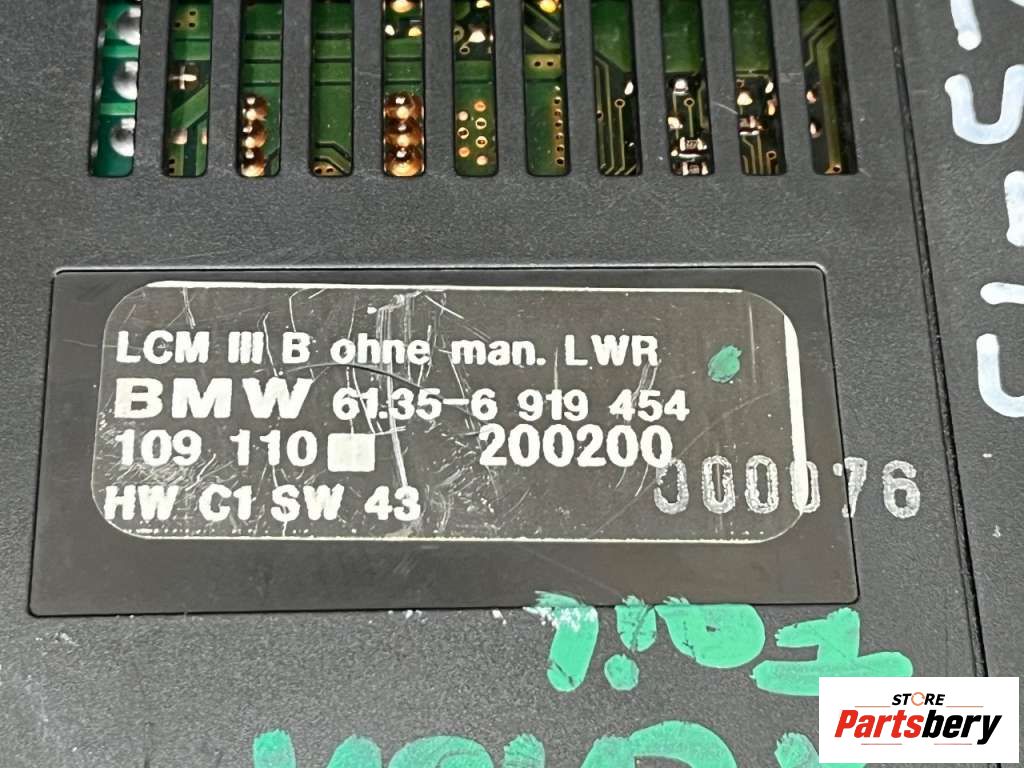 LCM III B ohne man. LWR
BMW 61.35-6 919 454
109 110 200200
000076
HW C1 SW 43
STORE
Partsbery